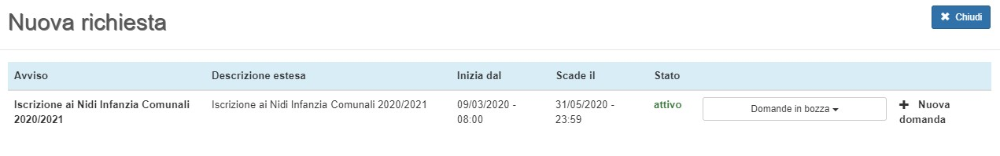 Nuova richiesta
✖ Chiudi
Avviso Descrizione estesa Inizia dal Scade il Stato
Iscrizione ai Nidi Infanzia Comunali Iscrizione ai Nidi Infanzia Comunali 2020/2021 09/03/2020 - 31/05/2020 - attivo Domande in bozza + Nuova
2020/2021 08:00 23:59 domanda